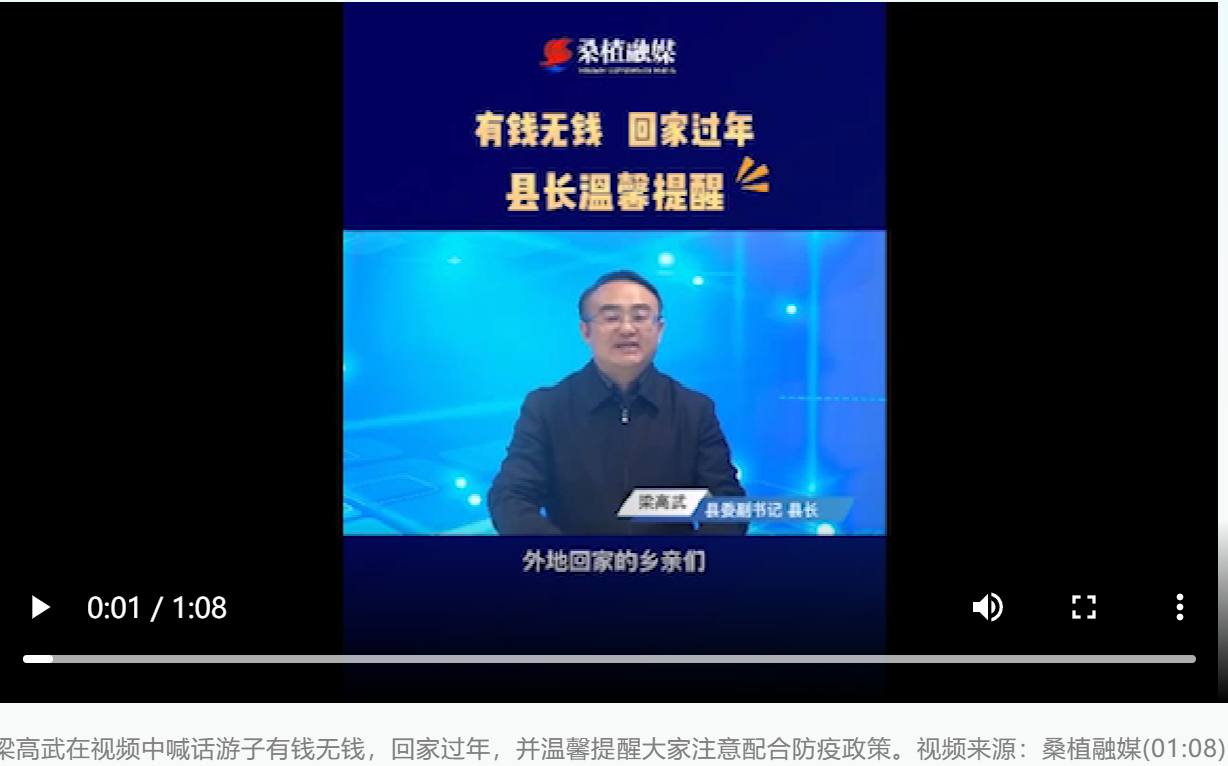 桑植融媒
有钱无钱 回家过年
县长温馨提醒
梁高武
县委副书记 县长
外地回家的乡亲们
0:01 / 1:08
梁高武在视频中喊话游子有钱无钱，回家过年，并温馨提醒大家注意配合防疫政策。视频来源：桑植融媒(01:08)